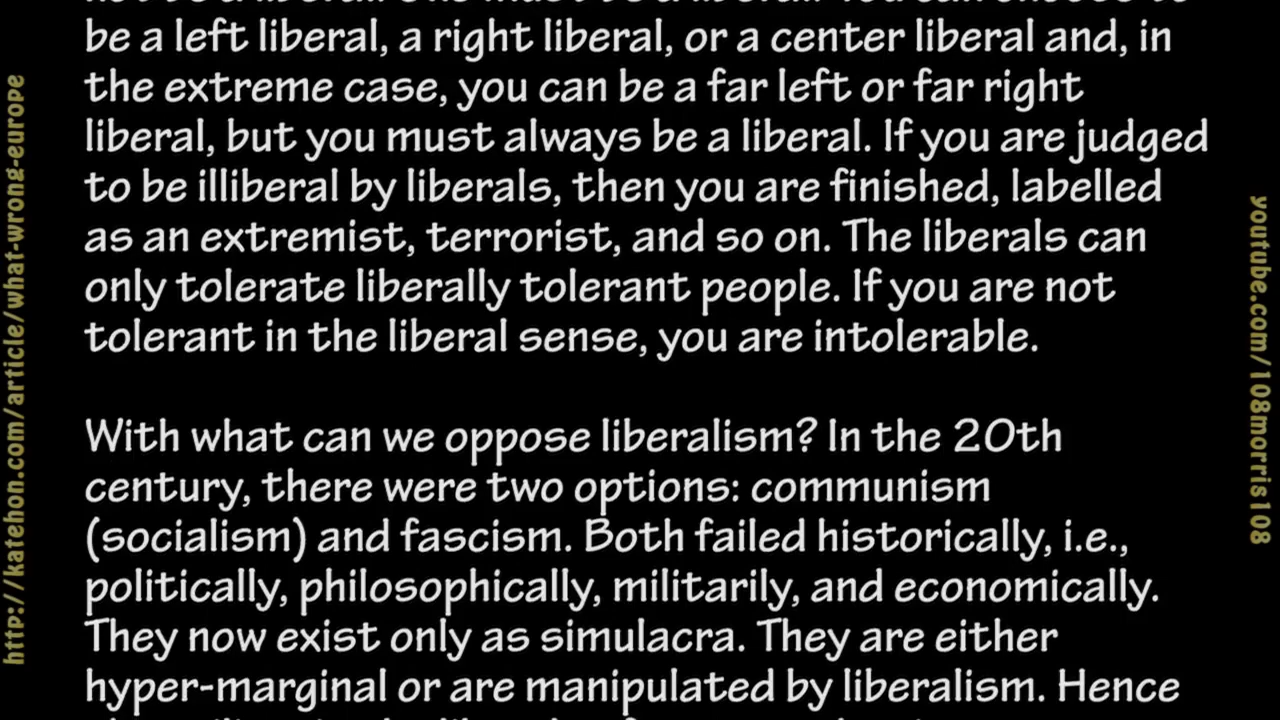 be a left liberal, a right liberal, or a center liberal and, in
the extreme case, you can be a far left or far right
liberal, but you must always be a liberal. If you are judged
to be illiberal by liberals, then you are finished, labelled
as an extremist, terrorist, and so on. The liberals can
only tolerate liberally tolerant people. If you are not
tolerant in the liberal sense, you are intolerable.
With what can we oppose liberalism? In the 20th
century, there were two options: communism
(socialism) and fascism. Both failed historically, i.e.,
politically, philosophically, militarily, and economically.
They now exist only as simulacra. They are either
hyper-marginal or are manipulated by liberalism. Hence
http://katehon.com/article/what-wrong-europe
youtube.com/108morris108